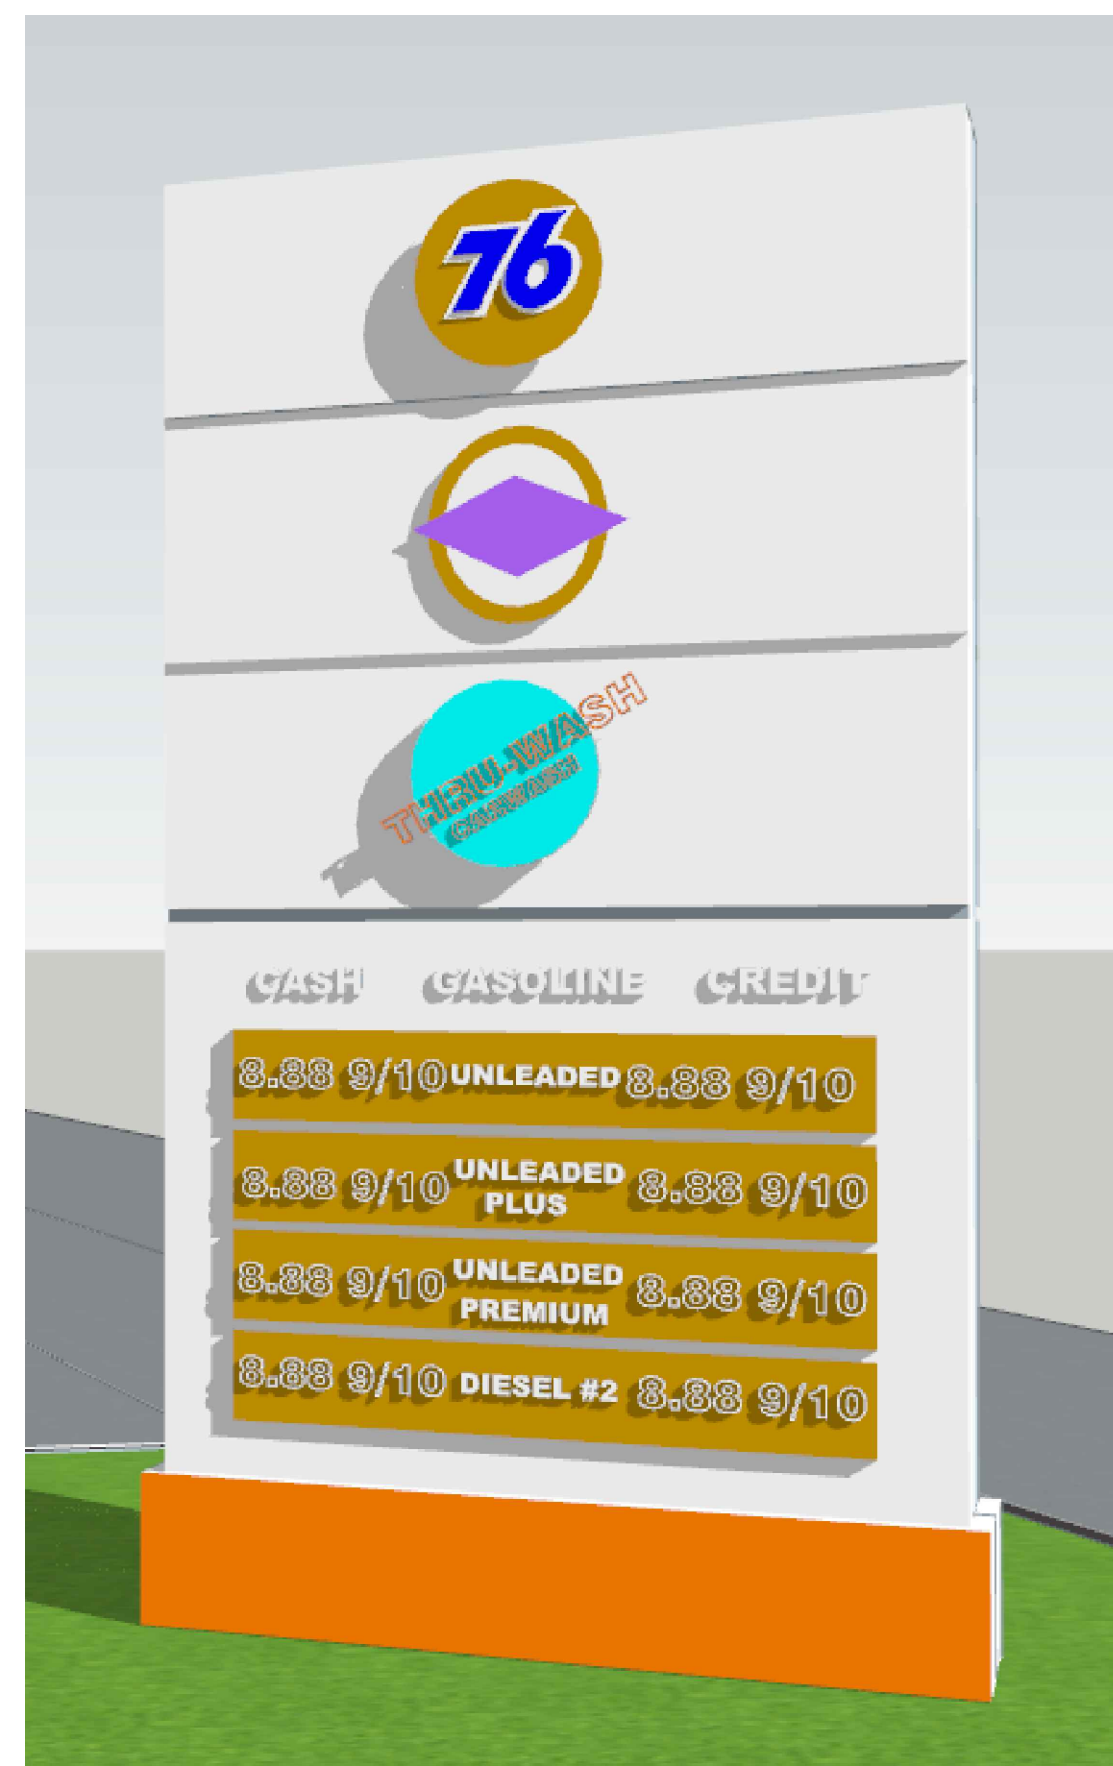 76
THRU-WASH
CARWASH
CASH GASOLINE CREDIT
8.88 9/10 UNLEADED 8.88 9/10
8.88 9/10 UNLEADED PLUS 8.88 9/10
8.88 9/10 UNLEADED PREMIUM 8.88 9/10
8.88 9/10 DIESEL #2 8.88 9/10